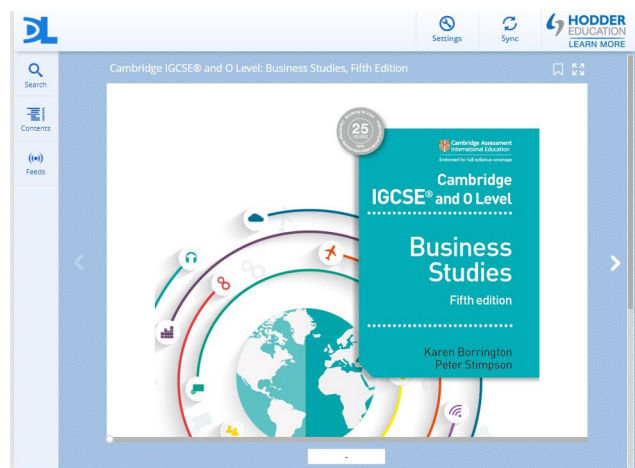 DL
Settings
Sync
HODDER
EDUCATION
LEARN MORE
Search
Contents
Feeds
Cambridge IGCSE® and O Level: Business Studies, Fifth Edition
25
YEARS
Cambridge Assessment
International Education
Endorsed for full syllabus coverage
Cambridge
IGCSE® and O Level
Business
Studies
Fifth edition
Karen Borrington
Peter Stimpson
-